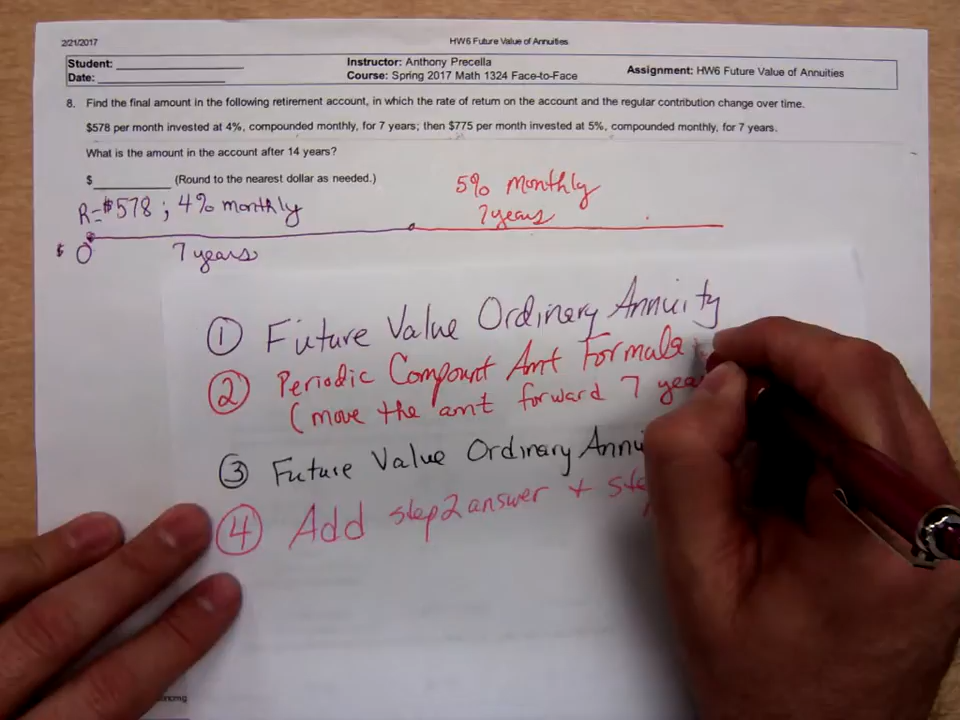 2/21/2017 HW6 Future Value of Annuities
Student: Instructor: Anthony Precella
Date: Course: Spring 2017 Math 1324 Face-to-Face Assignment: HW6 Future Value of Annuities
8. Find the final amount in the following retirement account, in which the rate of return on the account and the regular contribution change over time.
$578 per month invested at 4%, compounded monthly, for 7 years; then $775 per month invested at 5%, compounded monthly, for 7 years.
What is the amount in the account after 14 years?
$ (Round to the nearest dollar as needed.)
5% monthly
R=$578 ; 4% monthly 7 years
$ 0 7 years
① Future Value Ordinary Annuity
② Periodic Compount Amt Formula
(move the amt forward 7 yea
③ Future Value Ordinary Annui
④ Add step2 answer + ste